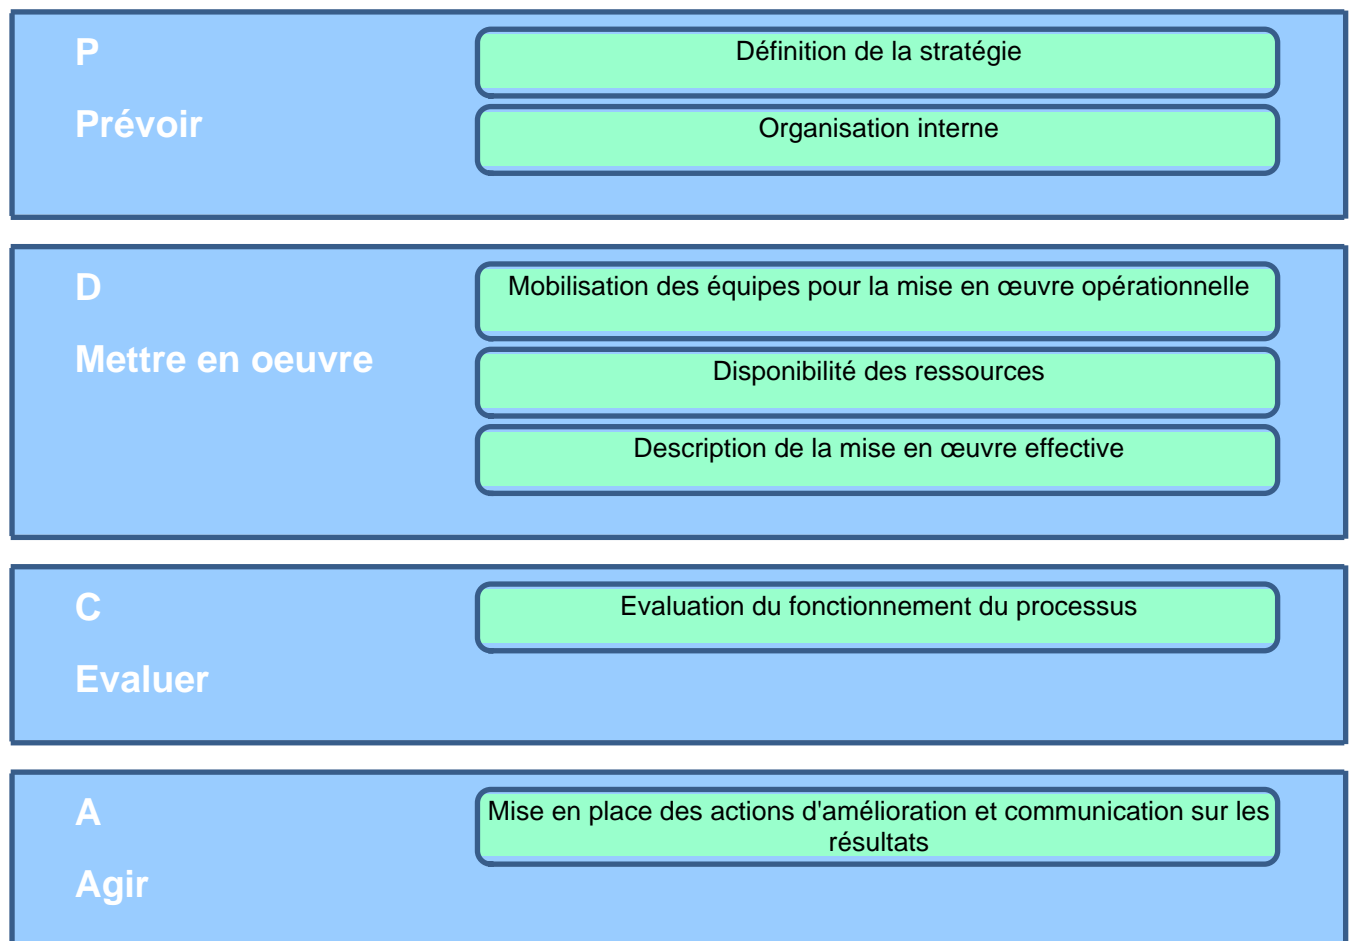 P
Prévoir
Définition de la stratégie
Organisation interne
D
Mettre en oeuvre
Mobilisation des équipes pour la mise en œuvre opérationnelle
Disponibilité des ressources
Description de la mise en œuvre effective
C
Evaluer
Evaluation du fonctionnement du processus
A
Agir
Mise en place des actions d'amélioration et communication sur les
résultats